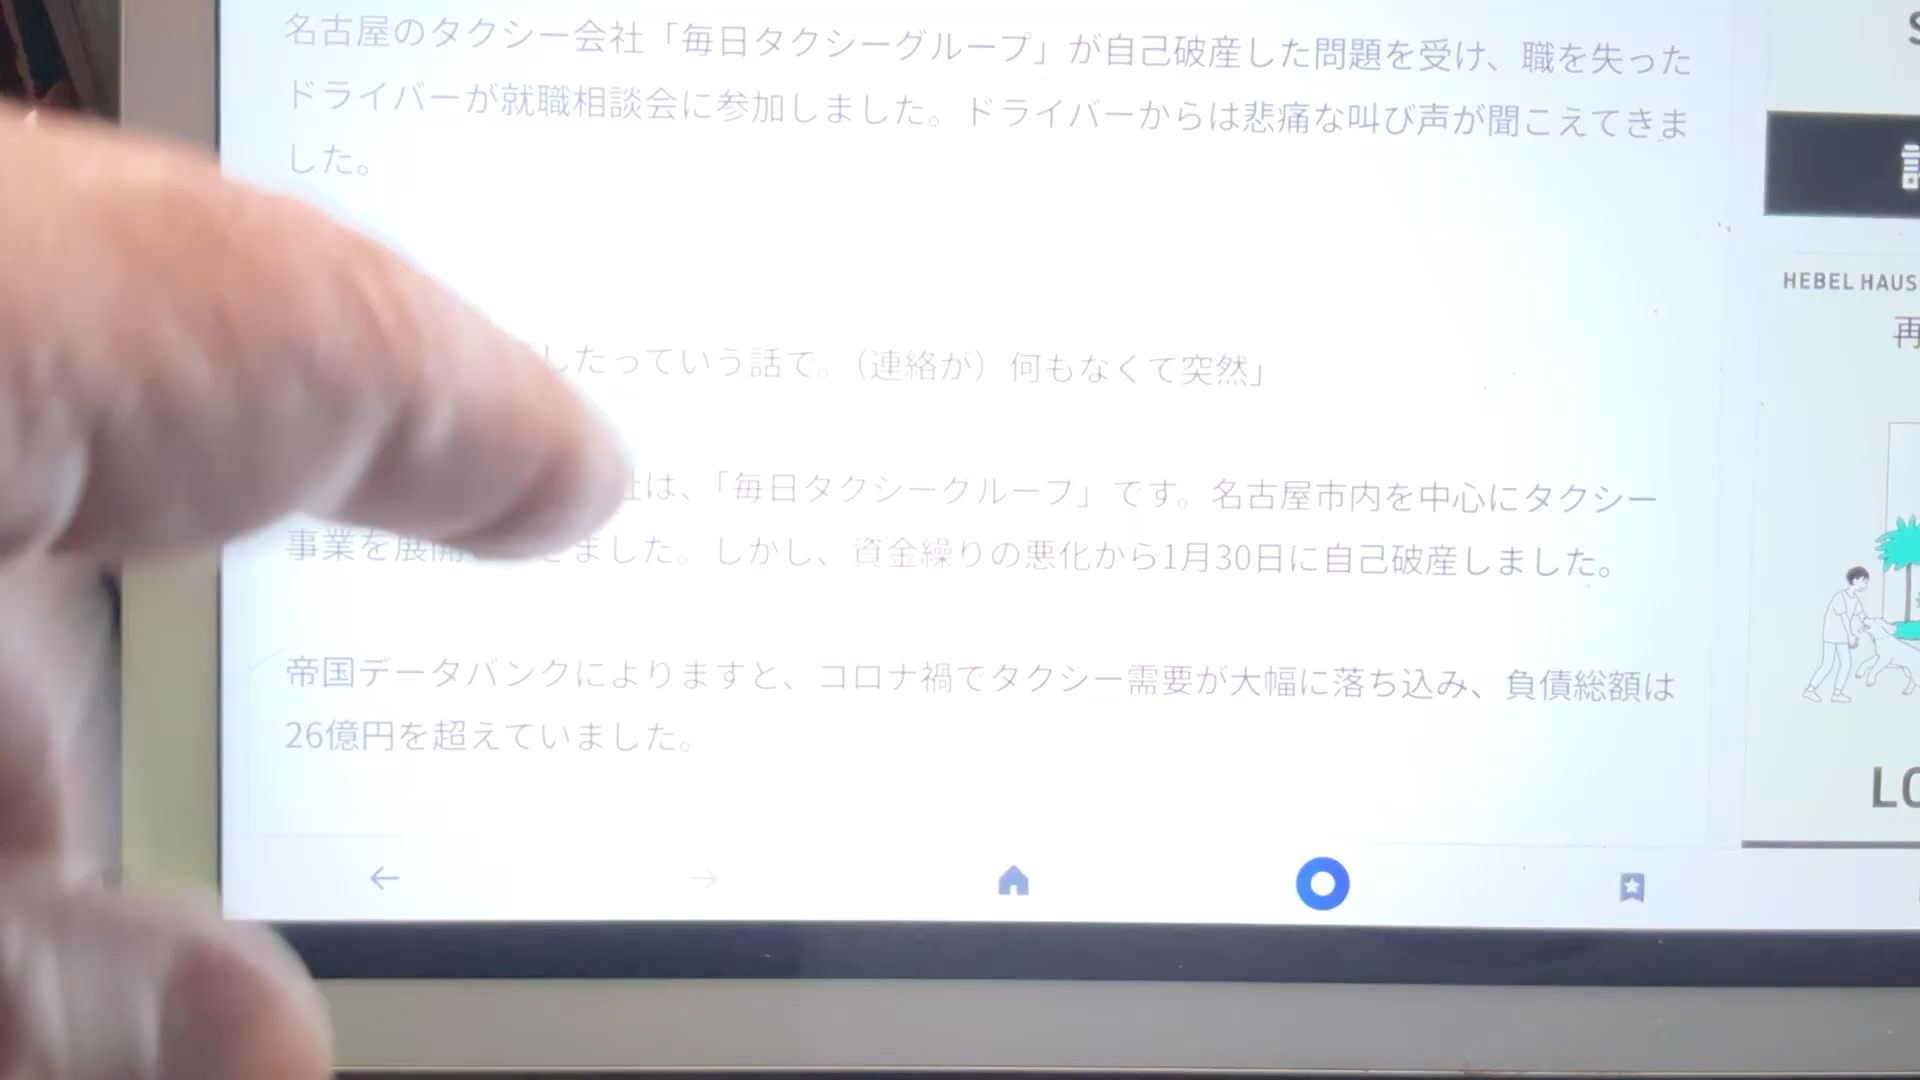 名古屋のタクシー会社「毎日タクシーグループ」が自己破産した問題を受け、職を失った
ドライバーが就職相談会に参加しました。ドライバーからは悲痛な叫び声が聞こえてきま
した。
したっていう話で。（連絡が）何もなくて突然」
社は、「毎日タクシーグループ」です。名古屋市内を中心にタクシー
事業を展開 きました。しかし、資金繰りの悪化から1月30日に自己破産しました。
帝国データバンクによりますと、コロナ禍でタクシー需要が大幅に落ち込み、負債総額は
26億円を超えていました。
HEBEL HAUS
再
LO